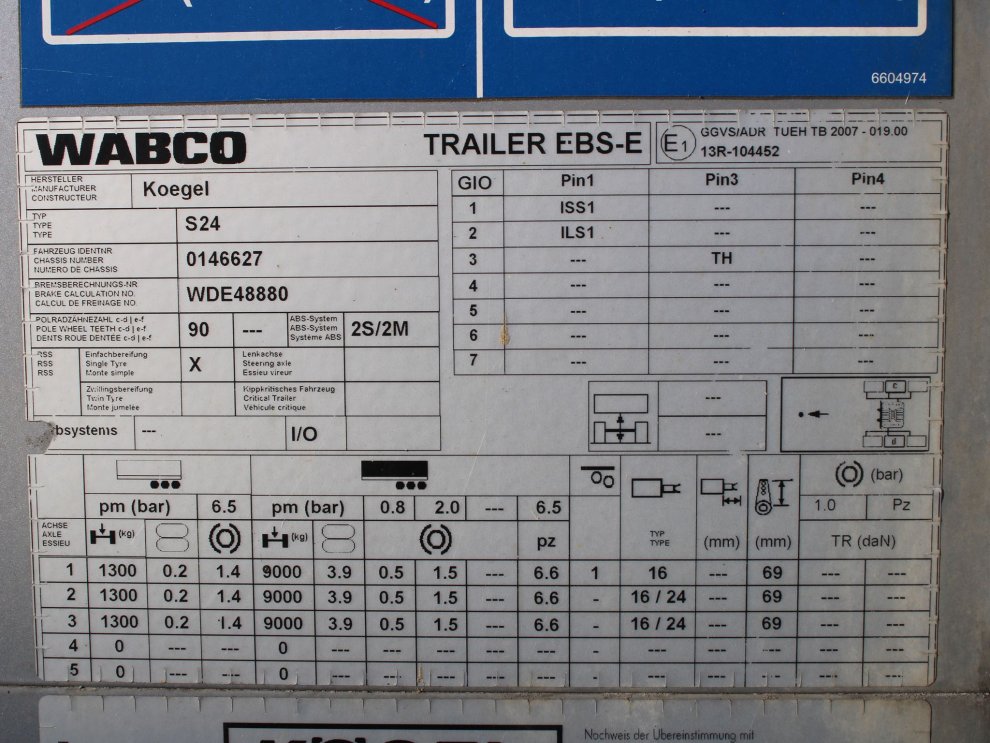 6604974
WABCO TRAILER EBS-E E1 GGVS/ADR TUEH TB 2007 - 019.00
13R-104452
HERSTELLER
MANUFACTURER
CONSTRUCTEUR
Koegel
TYP
TYPE
TYPE
S24
FAHRZEUG IDENTNR
CHASSIS NUMBER
NUMERO DE CHASSIS
0146627
BREMSBERECHNUNGS-NR
BRAKE CALCULATION NO.
CALCUL DE FREINAGE NO.
WDE48880
POLRADZÄHNEZAHL c-d | e-f
POLE WHEEL TEETH c-d | e-f
DENTS ROUE DENTÉE c-d | e-f
90 ---
ABS-System
ABS-System
Systeme ABS
2S/2M
RSS
RSS
RSS
Einfachbereifung
Single Tyre
Monte simple
X
Lenkachse
Steering axle
Essieu vireur
Zwillingsbereifung
Twin Tyre
Monte jumelée
Kippkritisches Fahrzeug
Critical Trailer
Véhicule critique
bsystems --- I/O
GIO Pin1 Pin3 Pin4
1 ISS1 --- ---
2 ILS1 --- ---
3 --- TH ---
4 --- --- ---
5 --- --- ---
6 --- --- ---
7 --- --- ---
---
---
c
d
pm (bar) 6.5 pm (bar) 0.8 2.0 --- 6.5
(bar)
1.0 Pz
ACHSE
AXLE
ESSIEU
(kg) (kg) pz
TYP
TYPE
(mm) (mm) TR (daN)
1 1300 0.2 1.4 9000 3.9 0.5 1.5 --- 6.6 1 16 --- 69 --- ---
2 1300 0.2 1.4 9000 3.9 0.5 1.5 --- 6.6 - 16 / 24 --- 69 --- ---
3 1300 0.2 1.4 9000 3.9 0.5 1.5 --- 6.6 - 16 / 24 --- 69 --- ---
4 0 --- --- 0 --- --- --- --- --- - --- --- --- --- ---
5 0 --- --- 0 --- --- --- --- --- - --- --- --- --- ---
Nochweis der Übereinstimmung mit